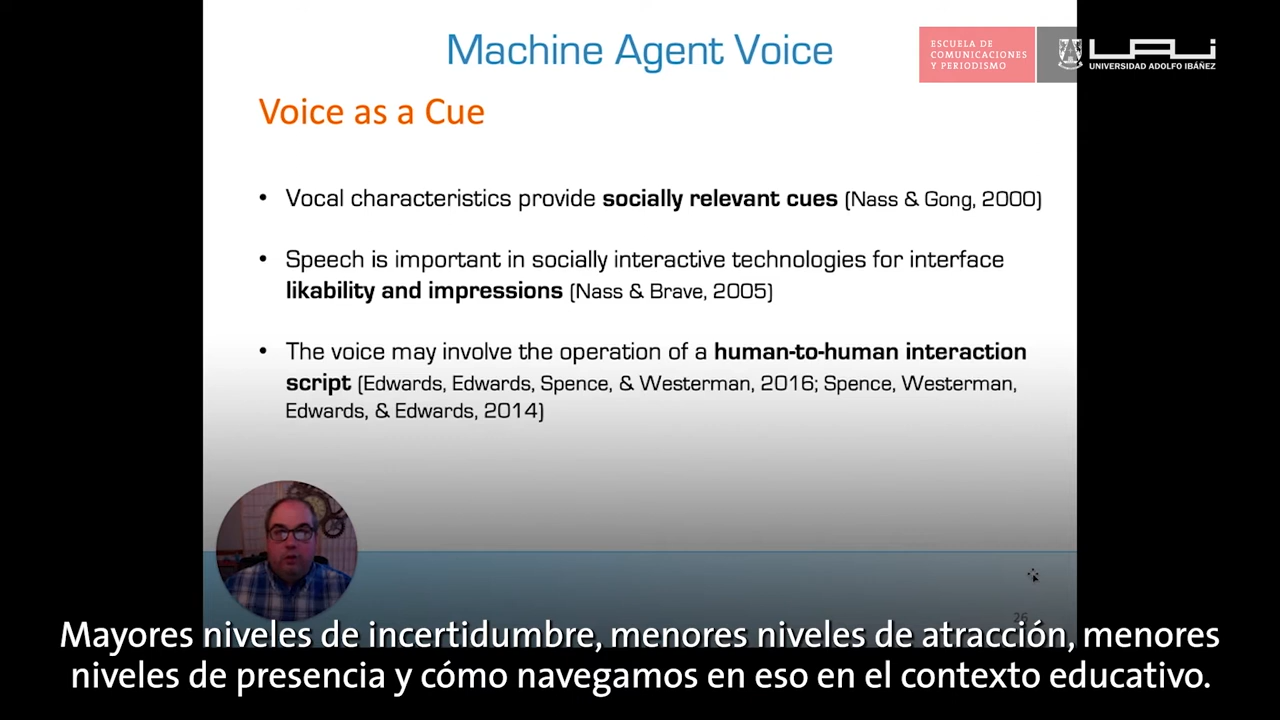 Machine Agent Voice
ESCUELA DE
COMUNICACIONES
Y PERIODISMO
UAI
UNIVERSIDAD ADOLFO IBÁÑEZ
Voice as a Cue
• Vocal characteristics provide socially relevant cues (Nass & Gong, 2000)
• Speech is important in socially interactive technologies for interface
likability and impressions (Nass & Brave, 2005)
• The voice may involve the operation of a human-to-human interaction
script (Edwards, Edwards, Spence, & Westerman, 2016; Spence, Westerman,
Edwards, & Edwards, 2014)
26
Mayores niveles de incertidumbre, menores niveles de atracción, menores
niveles de presencia y cómo navegamos en eso en el contexto educativo.